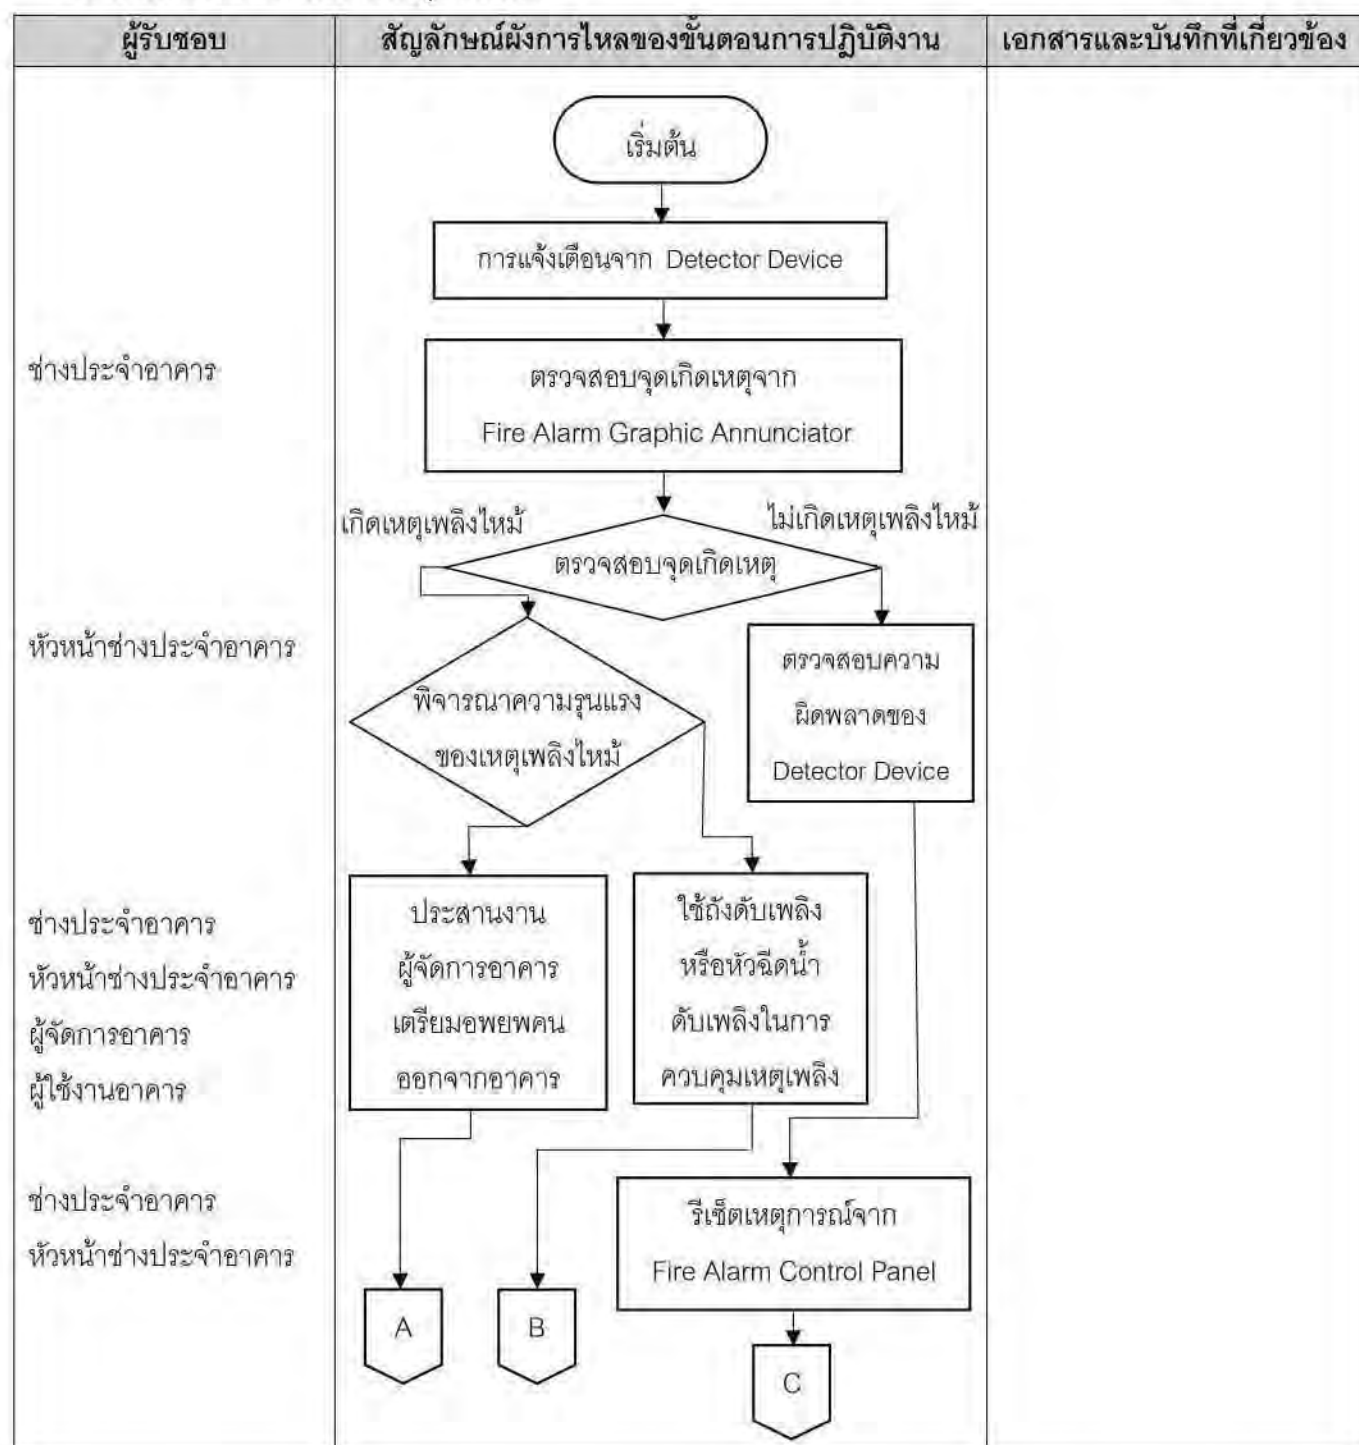 ผู้รับชอบ
สัญลักษณ์ผังการไหลของขั้นตอนการปฏิบัติงาน
เอกสารและบันทึกที่เกี่ยวข้อง
เริ่มต้น
การแจ้งเตือนจาก Detector Device
ช่างประจำอาคาร
ตรวจสอบจุดเกิดเหตุจาก
Fire Alarm Graphic Annunciator
เกิดเหตุเพลิงไหม้
ไม่เกิดเหตุเพลิงไหม้
ตรวจสอบจุดเกิดเหตุ
หัวหน้าช่างประจำอาคาร
พิจารณาความรุนแรง
ของเหตุเพลิงไหม้
ตรวจสอบความ
ผิดพลาดของ
Detector Device
ช่างประจำอาคาร
หัวหน้าช่างประจำอาคาร
ผู้จัดการอาคาร
ผู้ใช้งานอาคาร
ประสานงาน
ผู้จัดการอาคาร
เตรียมอพยพคน
ออกจากอาคาร
ใช้ถังดับเพลิง
หรือหัวฉีดน้ำ
ดับเพลิงในการ
ควบคุมเหตุเพลิง
ช่างประจำอาคาร
หัวหน้าช่างประจำอาคาร
รีเซ็ตเหตุการณ์จาก
Fire Alarm Control Panel
A
B
C